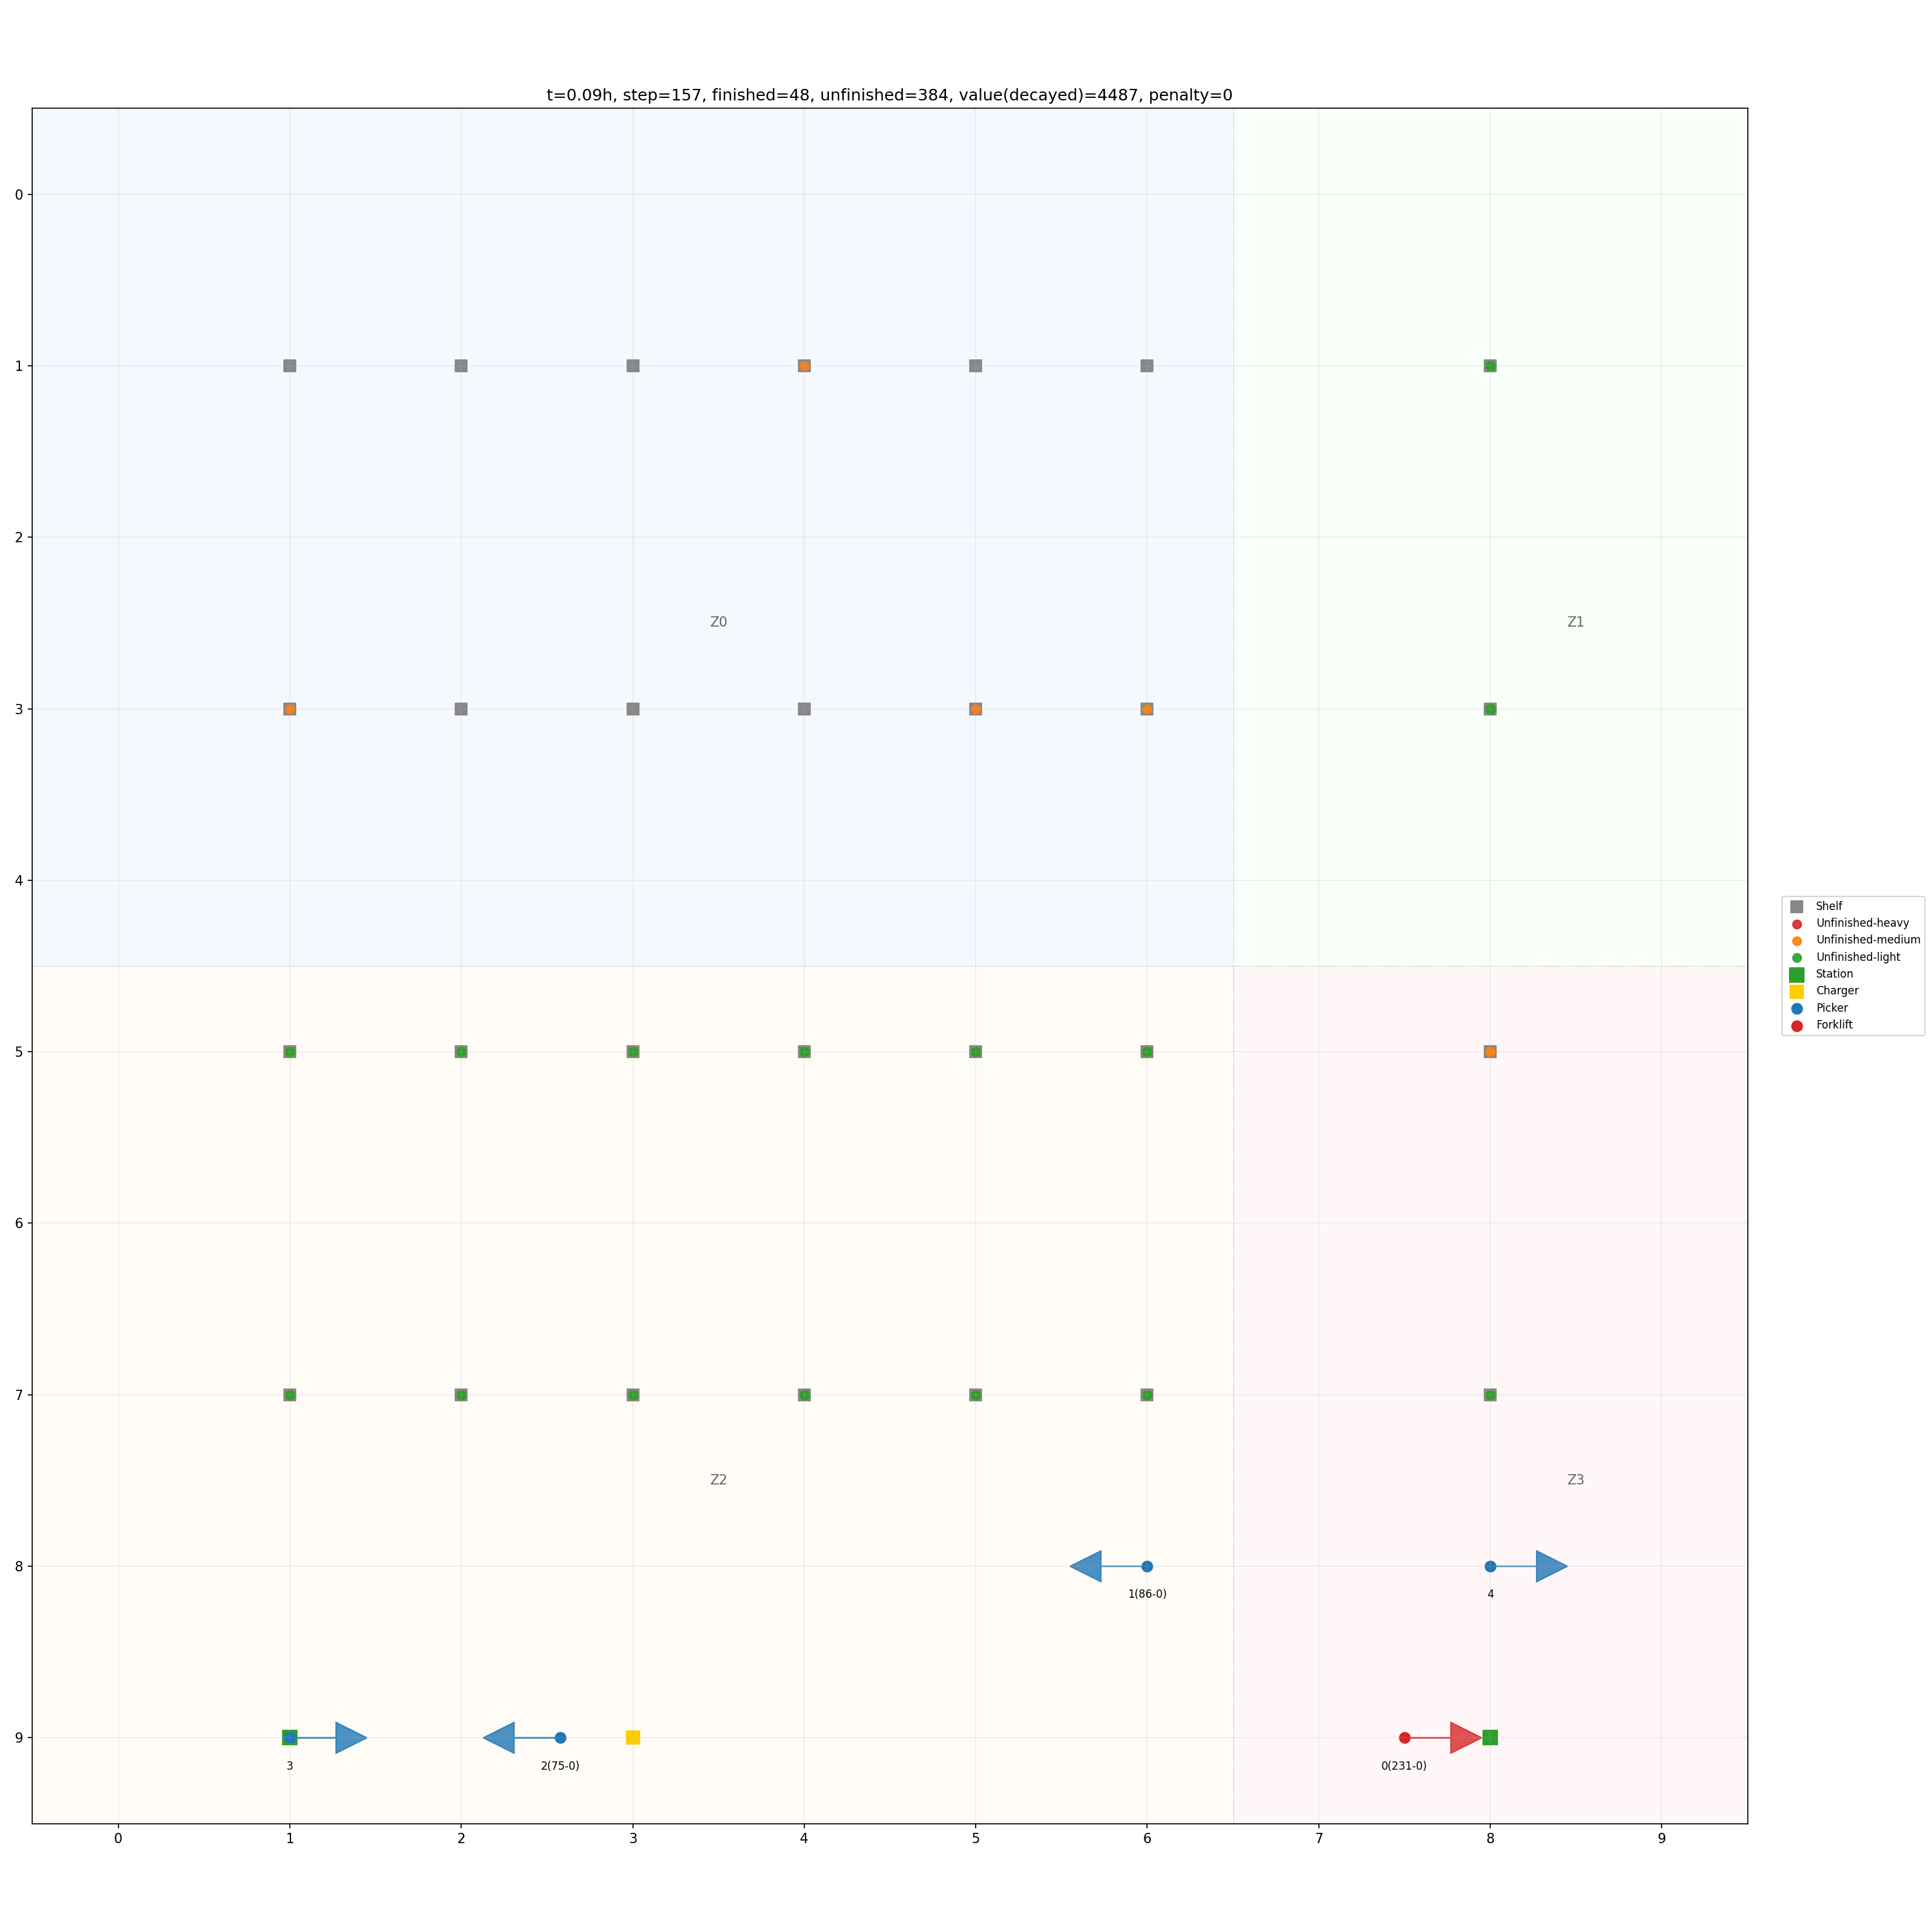 t=0.09h, step=157, finished=48, unfinished=384, value(decayed)=4487, penalty=0
0
1
2
Z0
Z1
3
4
Shelf
Unfinished-heavy
Unfinished-medium
Unfinished-light
Station
Charger
Picker
Forklift
5
6
7
Z2
Z3
8
1(86-0)
4
9
3
2(75-0)
0(231-0)
0 1 2 3 4 5 6 7 8 9